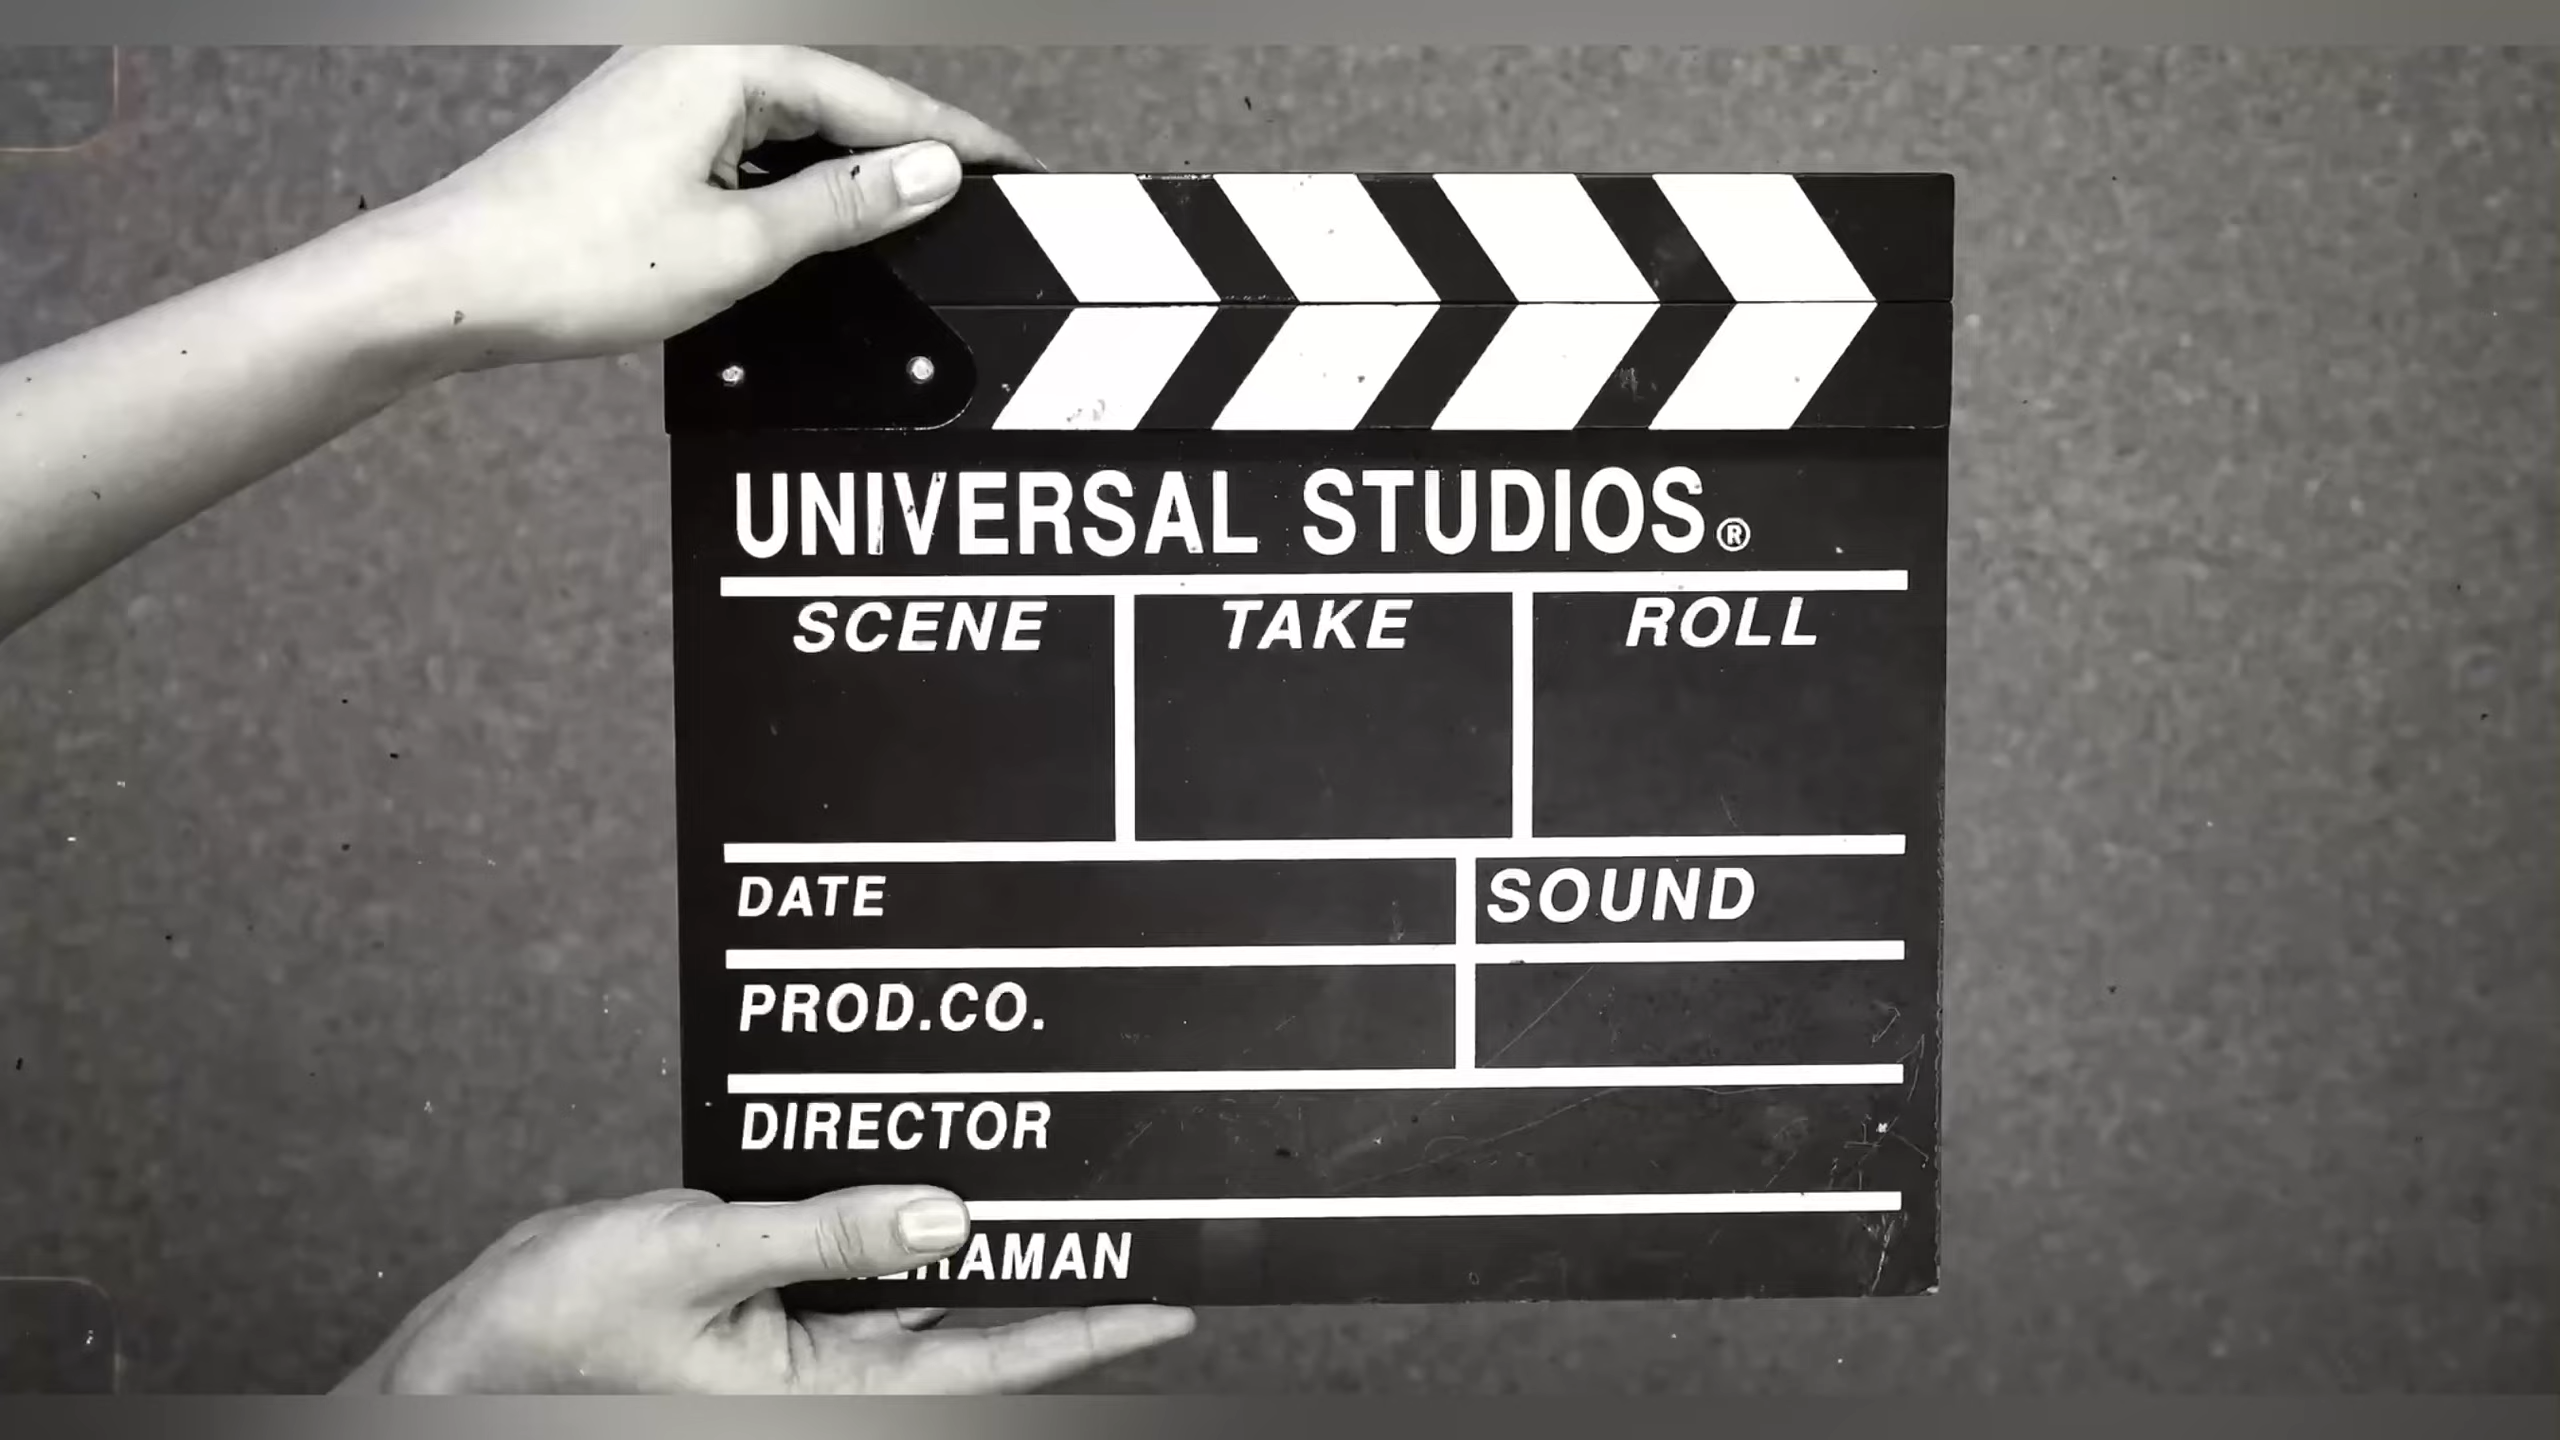 UNIVERSAL STUDIOS®
SCENE TAKE ROLL
DATE SOUND
PROD.CO.
DIRECTOR